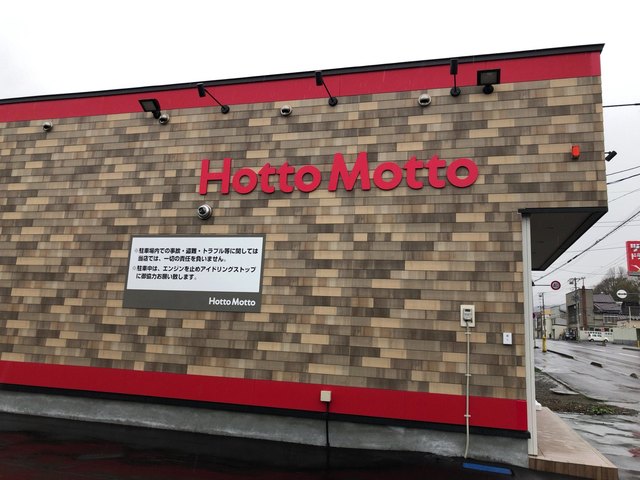 Hotto Motto
○駐車場内での事故・盗難・トラブル等に関しては
当店では、一切の責任を負いません。
○駐車中は、エンジンを止めアイドリングストップ
に御協力お願い致します。
Hotto Motto